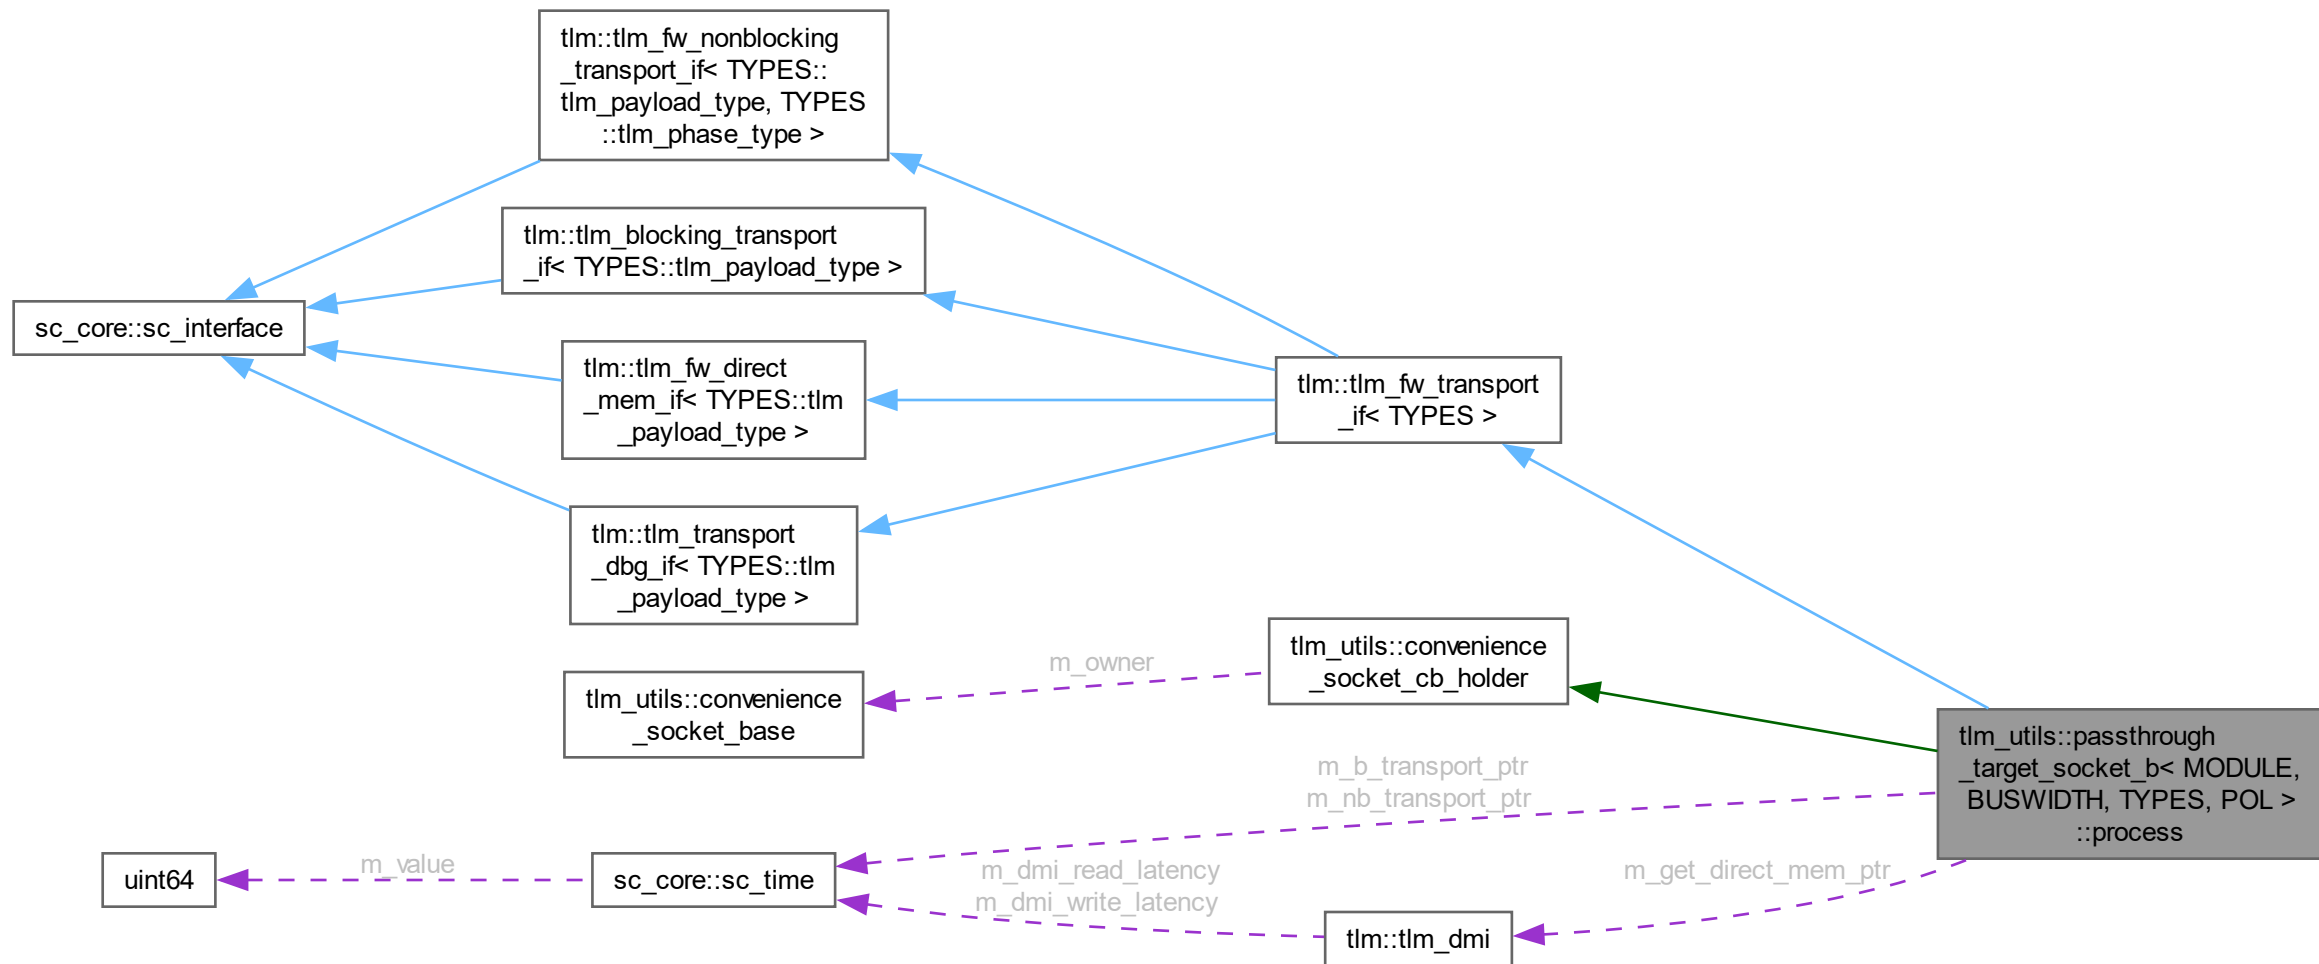 tlm::tlm_fw_nonblocking
_transport_if< TYPES::
tlm_payload_type, TYPES
::tlm_phase_type >
tlm::tlm_blocking_transport
_if< TYPES::tlm_payload_type >
sc_core::sc_interface
tlm::tlm_fw_direct
_mem_if< TYPES::tlm
_payload_type >
tlm::tlm_fw_transport
_if< TYPES >
tlm::tlm_transport
_dbg_if< TYPES::tlm
_payload_type >
tlm_utils::convenience
_socket_cb_holder
m_owner
tlm_utils::convenience
_socket_base
tlm_utils::passthrough
_target_socket_b< MODULE,
BUSWIDTH, TYPES, POL >
::process
m_b_transport_ptr
m_nb_transport_ptr
uint64
m_value
sc_core::sc_time
m_dmi_read_latency
m_dmi_write_latency
m_get_direct_mem_ptr
tlm::tlm_dmi